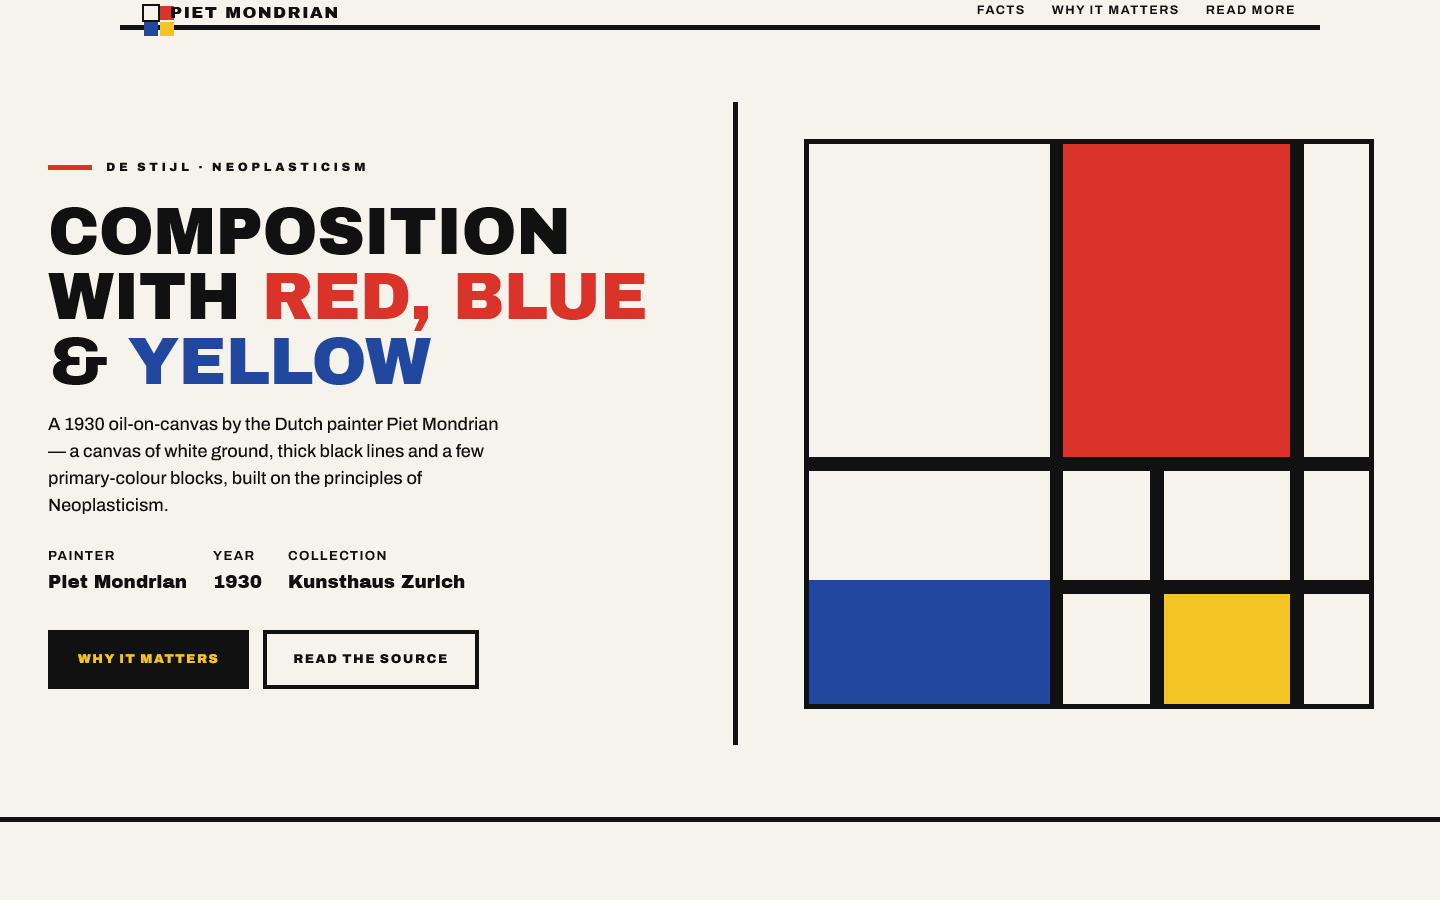 PIET MONDRIAN
FACTS WHY IT MATTERS READ MORE
DE STIJL · NEOPLASTICISM
COMPOSITION
WITH RED, BLUE
& YELLOW
A 1930 oil-on-canvas by the Dutch painter Piet Mondrian
— a canvas of white ground, thick black lines and a few
primary-colour blocks, built on the principles of
Neoplasticism.
PAINTER YEAR COLLECTION
Piet Mondrian 1930 Kunsthaus Zurich
WHY IT MATTERS READ THE SOURCE